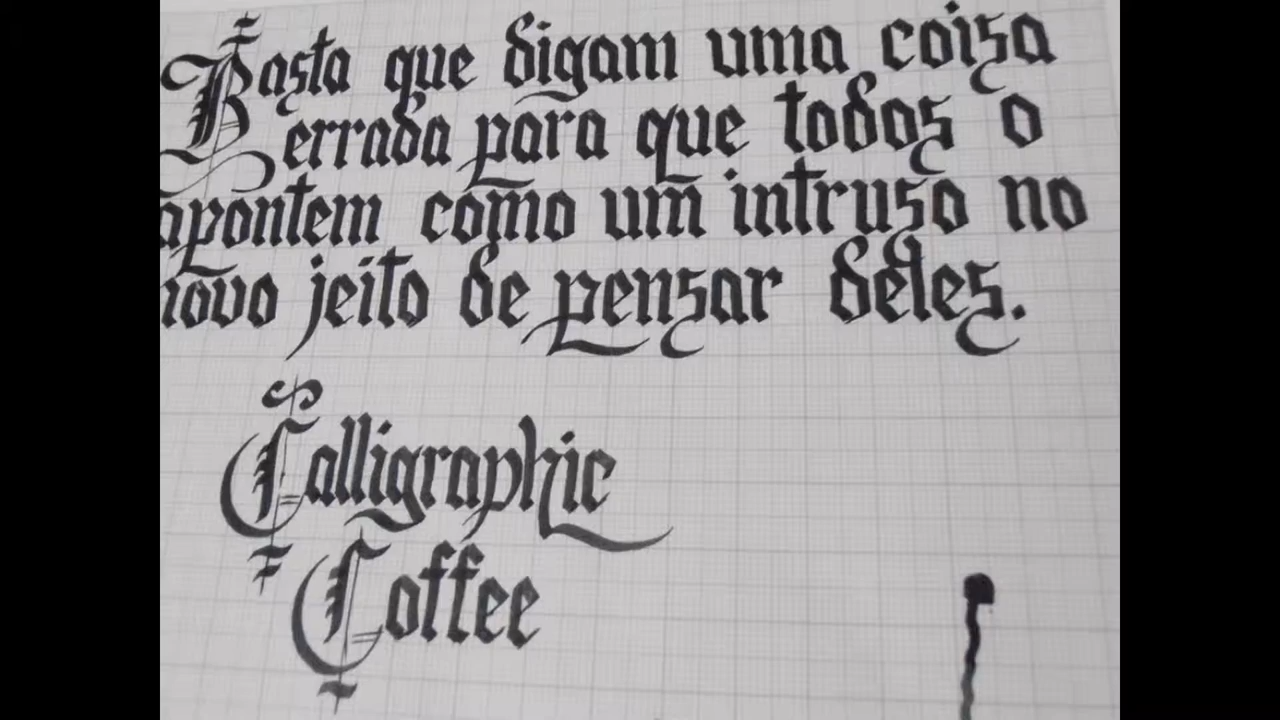 Basta que digam uma coisa
errada para que todos o
apontem como um intruso no
novo jeito de pensar deles.
Calligraphic
Coffee